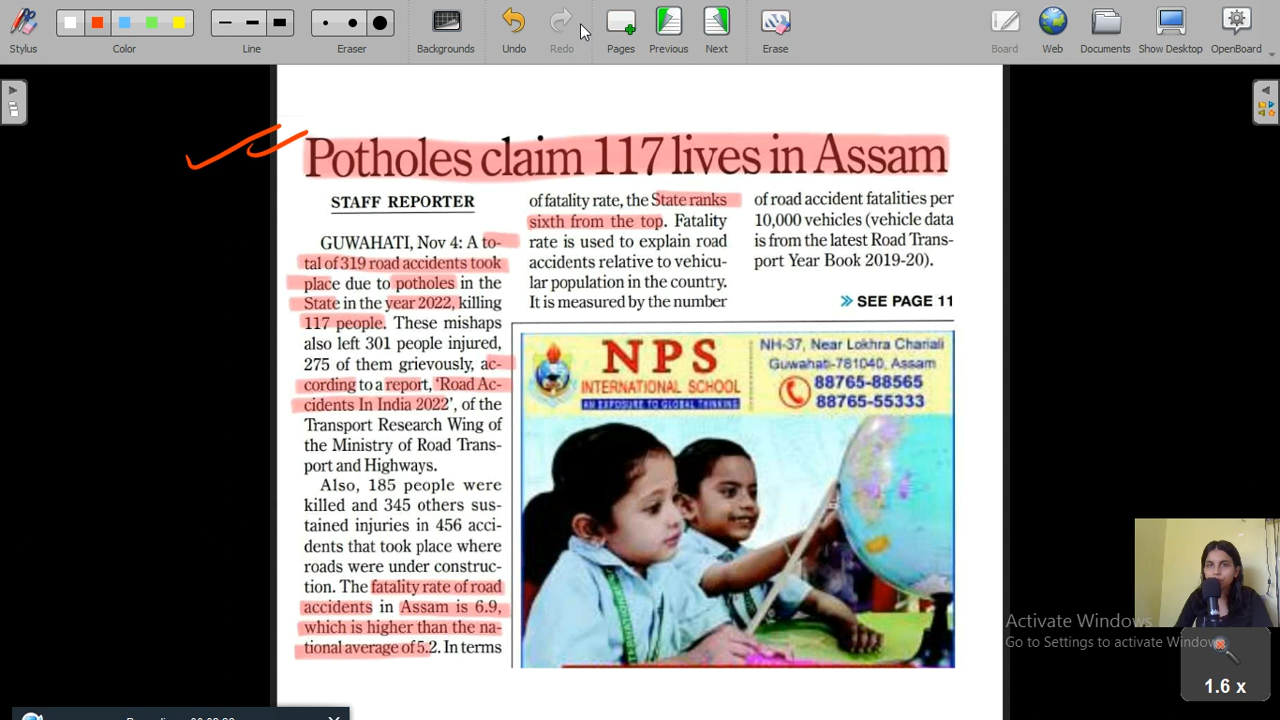 Stylus
Color
Line
Eraser
Backgrounds
Undo
Redo
Pages
Previous
Next
Erase
Board
Web
Documents
Show Desktop
OpenBoard
Potholes claim 117 lives in Assam
STAFF REPORTER
GUWAHATI, Nov 4: A to-
tal of 319 road accidents took
place due to potholes in the
State in the year 2022, killing
117 people. These mishaps
also left 301 people injured,
275 of them grievously, ac-
cording to a report, 'Road Ac-
cidents In India 2022', of the
Transport Research Wing of
the Ministry of Road Trans-
port and Highways.
Also, 185 people were
killed and 345 others sus-
tained injuries in 456 acci-
dents that took place where
roads were under construc-
tion. The fatality rate of road
accidents in Assam is 6.9,
which is higher than the na-
tional average of 5.2. In terms
of fatality rate, the State ranks
sixth from the top. Fatality
rate is used to explain road
accidents relative to vehicu-
lar population in the country.
It is measured by the number
of road accident fatalities per
10,000 vehicles (vehicle data
is from the latest Road Trans-
port Year Book 2019-20).
» SEE PAGE 11
NPS
INTERNATIONAL SCHOOL
AN EXPOSURE TO GLOBAL THINKING
NH-37, Near Lokhra Chariali
Guwahati-781040, Assam
88765-88565
88765-55333
Activate Windows
Go to Settings to activate Windows.
1.6 x